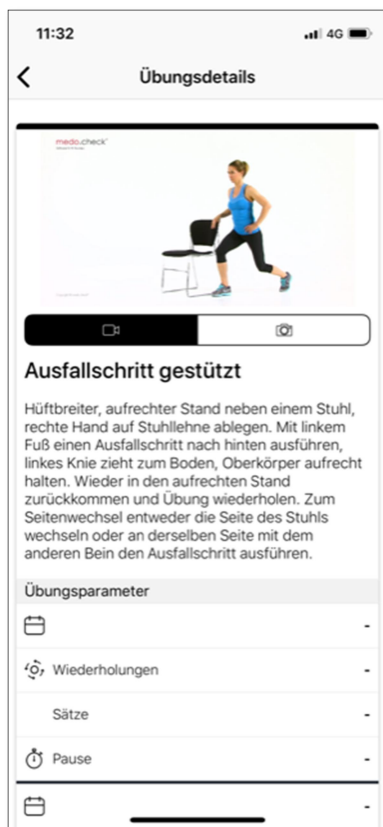 11:32
4G
Übungsdetails
medo.check
Ausfallschritt gestützt
Hüftbreiter, aufrechter Stand neben einem Stuhl,
rechte Hand auf Stuhllehne ablegen. Mit linkem
Fuß einen Ausfallschritt nach hinten ausführen,
linkes Knie zieht zum Boden, Oberkörper aufrecht
halten. Wieder in den aufrechten Stand
zurückkommen und Übung wiederholen. Zum
Seitenwechsel entweder die Seite des Stuhls
wechseln oder an derselben Seite mit dem
anderen Bein den Ausfallschritt ausführen.
Übungsparameter
-
Wiederholungen -
Sätze -
Pause -
-